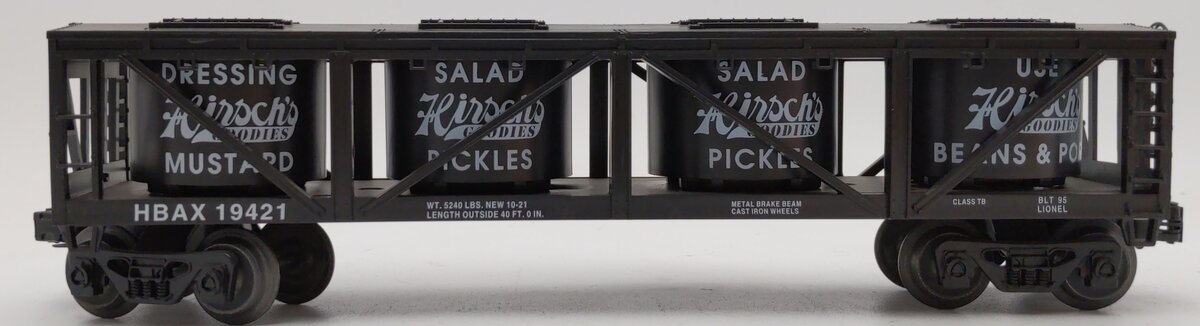 DRESSING
Hirsch's
GOODIES
MUSTARD
SALAD
Hirsch's
GOODIES
PICKLES
SALAD
Hirsch's
GOODIES
PICKLES
USE
Hirsch's
GOODIES
BEANS & PO
HBAX 19421
WT. 5240 LBS. NEW 10-21
LENGTH OUTSIDE 40 FT. 0 IN.
METAL BRAKE BEAM
CAST IRON WHEELS
CLASS TB
BLT 95
LIONEL